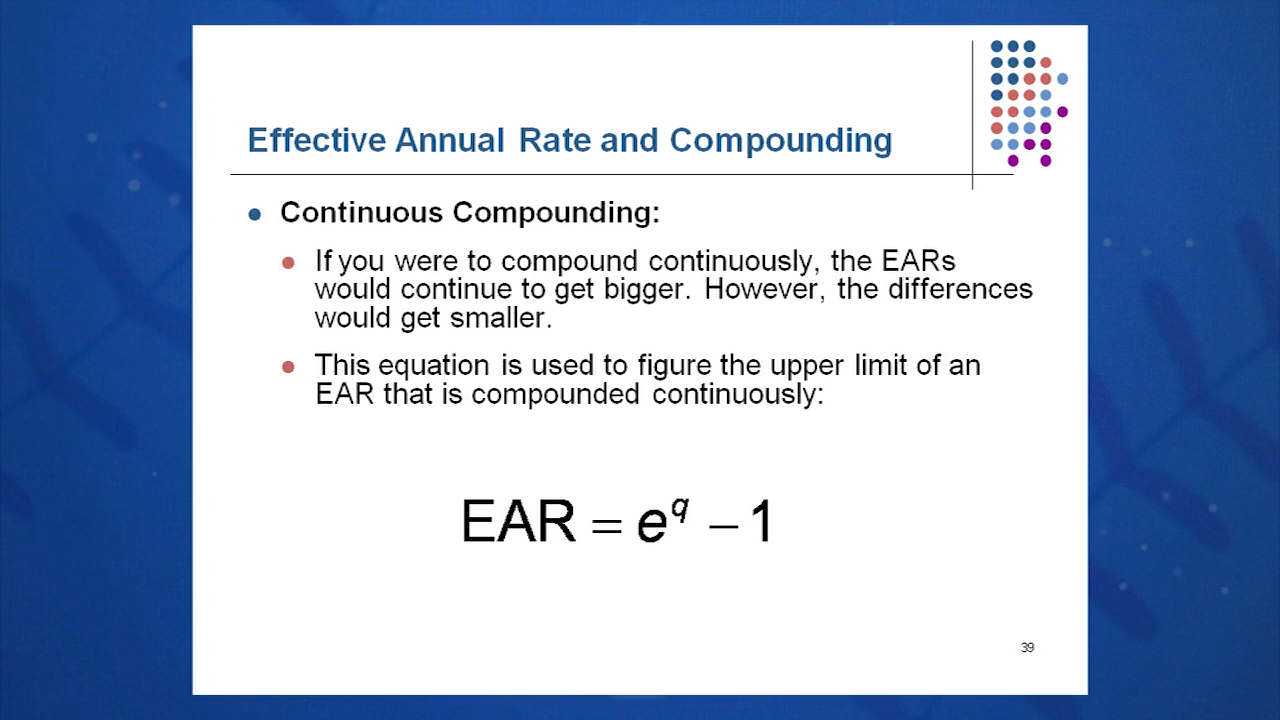 Effective Annual Rate and Compounding
Continuous Compounding:
If you were to compound continuously, the EARs
would continue to get bigger. However, the differences
would get smaller.
This equation is used to figure the upper limit of an
EAR that is compounded continuously:
EAR = e^q − 1
39